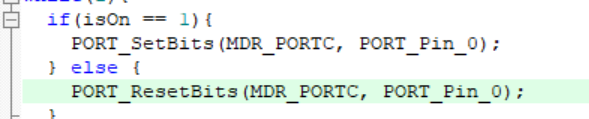 if(isOn == 1){
PORT_SetBits(MDR_PORTC, PORT_Pin_0);
} else {
PORT_ResetBits(MDR_PORTC, PORT_Pin_0);
}